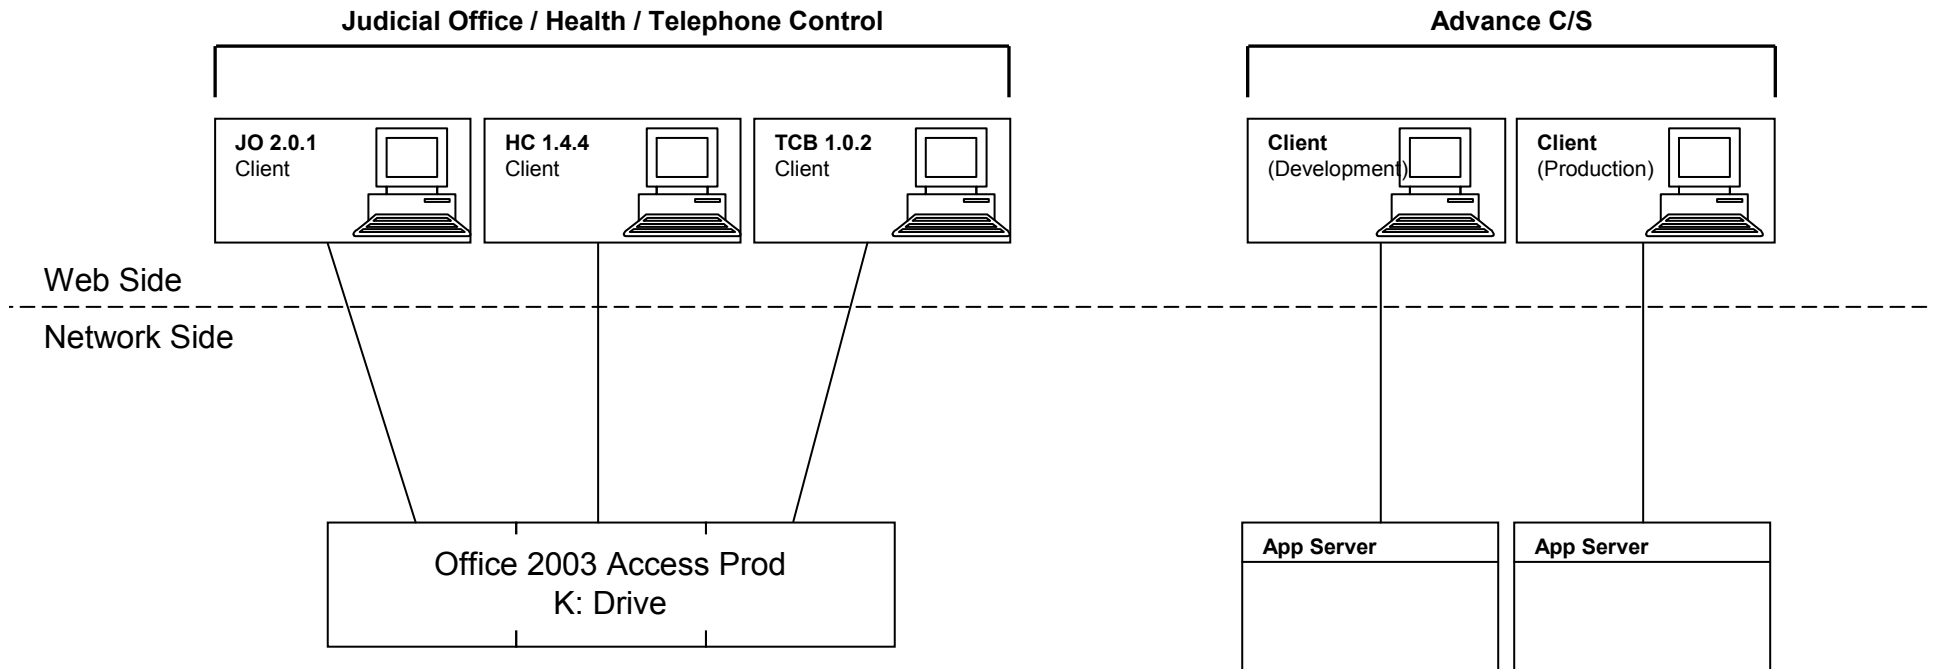 Judicial Office / Health / Telephone Control
Advance C/S
JO 2.0.1
Client
HC 1.4.4
Client
TCB 1.0.2
Client
Client
(Development)
Client
(Production)
Web Side
Network Side
Office 2003 Access Prod
K: Drive
App Server
App Server